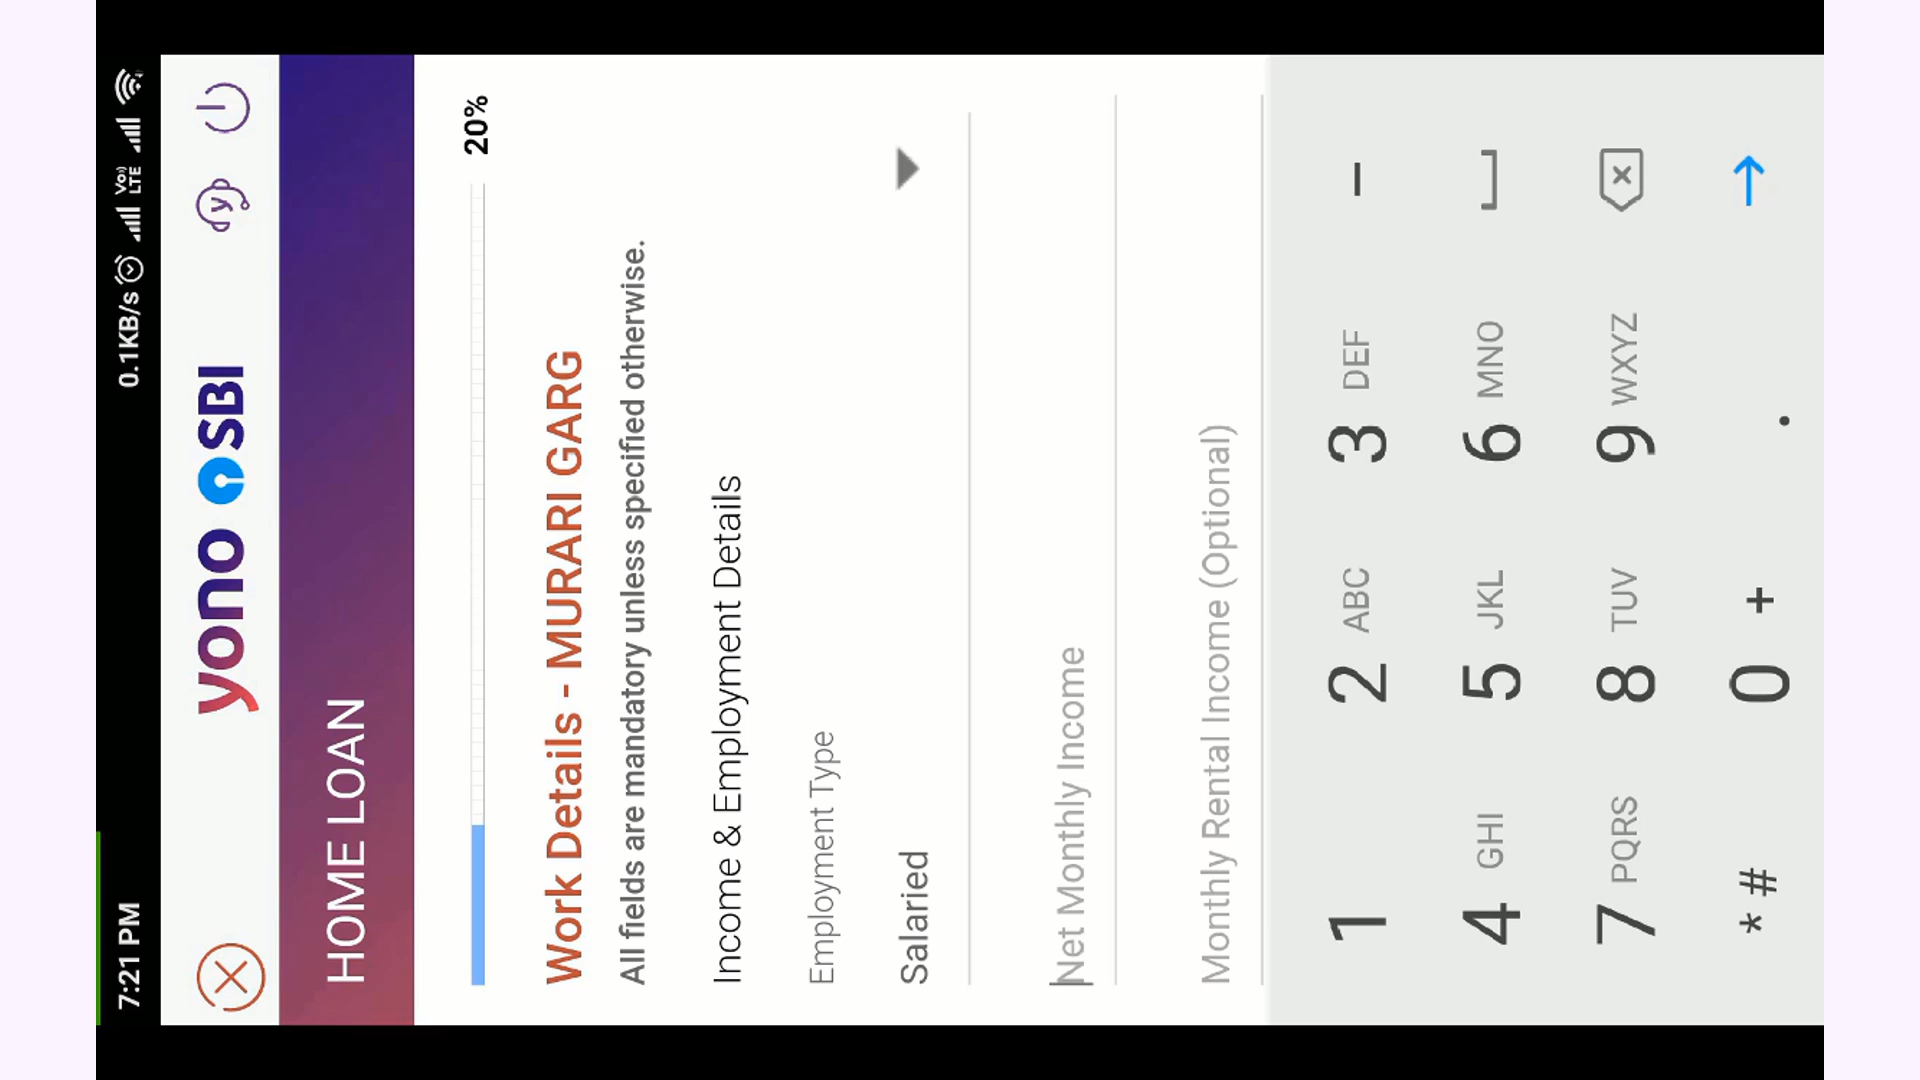 7:21 PM 0.1KB/s Vo)) LTE
yono SBI
HOME LOAN
20%
Work Details - MURARI GARG
All fields are mandatory unless specified otherwise.
Income & Employment Details
Employment Type
Salaried
Net Monthly Income
Monthly Rental Income (Optional)
1 2 ABC 3 DEF -
4 GHI 5 JKL 6 MNO
7 PQRS 8 TUV 9 WXYZ
* # 0 + .